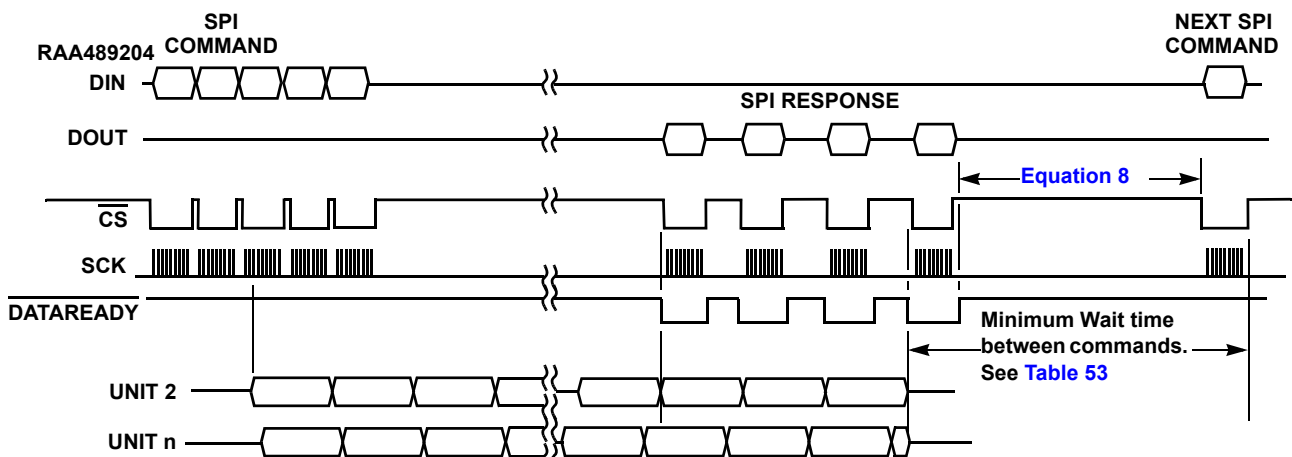 SPI
COMMAND
NEXT SPI
COMMAND
RAA489204
DIN
SPI RESPONSE
DOUT
Equation 8
CS
SCK
DATAREADY
Minimum Wait time
between commands.
See Table 53
UNIT 2
UNIT n